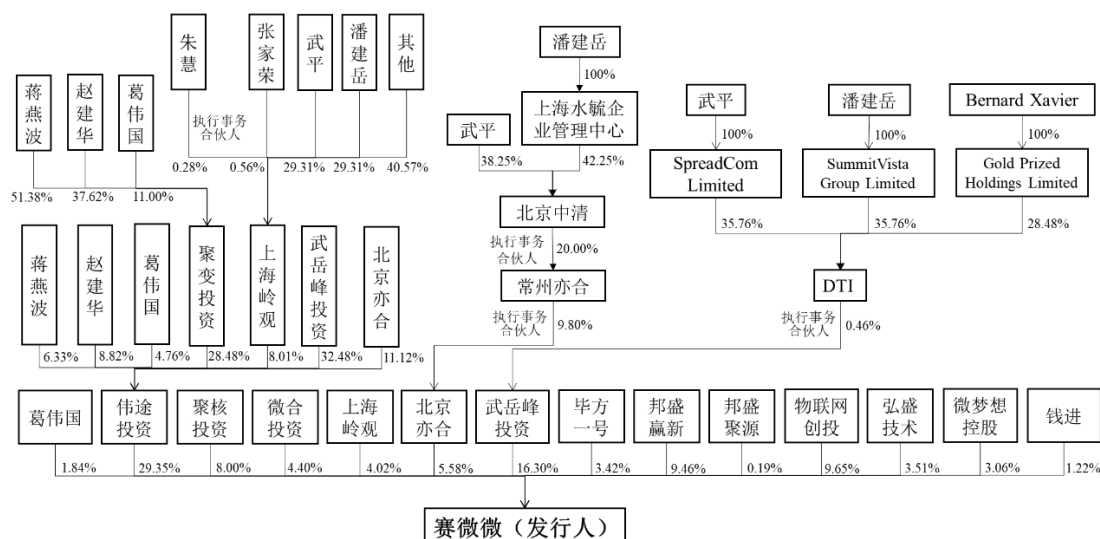 朱慧
张家荣
武平
潘建岳
其他
潘建岳
蒋燕波
赵建华
葛伟国
执行事务
合伙人
100%
武平
上海水毓企
业管理中心
武平
潘建岳
Bernard Xavier
0.28%
0.56%
29.31%
29.31%
40.57%
38.25%
42.25%
100%
100%
100%
SpreadCom
Limited
SummitVista
Group Limited
Gold Prized
Holdings Limited
51.38%
37.62%
11.00%
北京中清
35.76%
35.76%
28.48%
蒋燕波
赵建华
葛伟国
聚变投资
上海岭观
武岳峰投资
北京亦合
执行事务
合伙人
20.00%
常州亦合
DTI
执行事务
合伙人
9.80%
执行事务
合伙人
0.46%
6.33%
8.82%
4.76%
28.48%
8.01%
32.48%
11.12%
葛伟国
伟途
投资
聚核
投资
微合
投资
上海
岭观
北京
亦合
武岳峰
投资
毕方
一号
邦盛
赢新
邦盛
聚源
物联网
创投
弘盛
技术
微梦想
控股
钱进
1.84%
29.35%
8.00%
4.40%
4.02%
5.58%
16.30%
3.42%
9.46%
0.19%
9.65%
3.51%
3.06%
1.22%
赛微微（发行人）